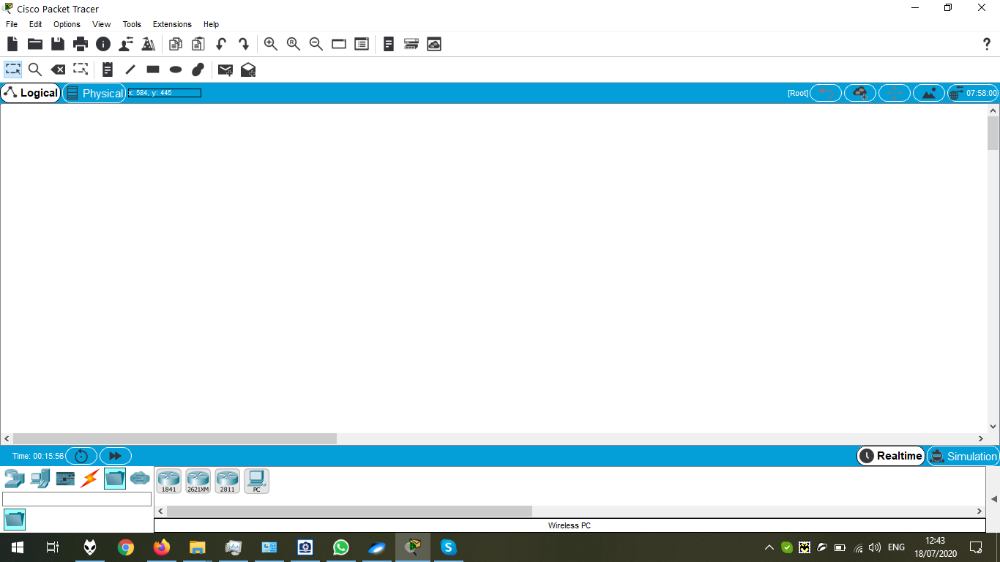 Cisco Packet Tracer
File Edit Options View Tools Extensions Help
?
Logical Physical x: 584, y: 445 [Root] 07:58:00
Time: 00:15:56 Realtime Simulation
1841 2621XM 2811 PC
Wireless PC
ENG 12:43
18/07/2020